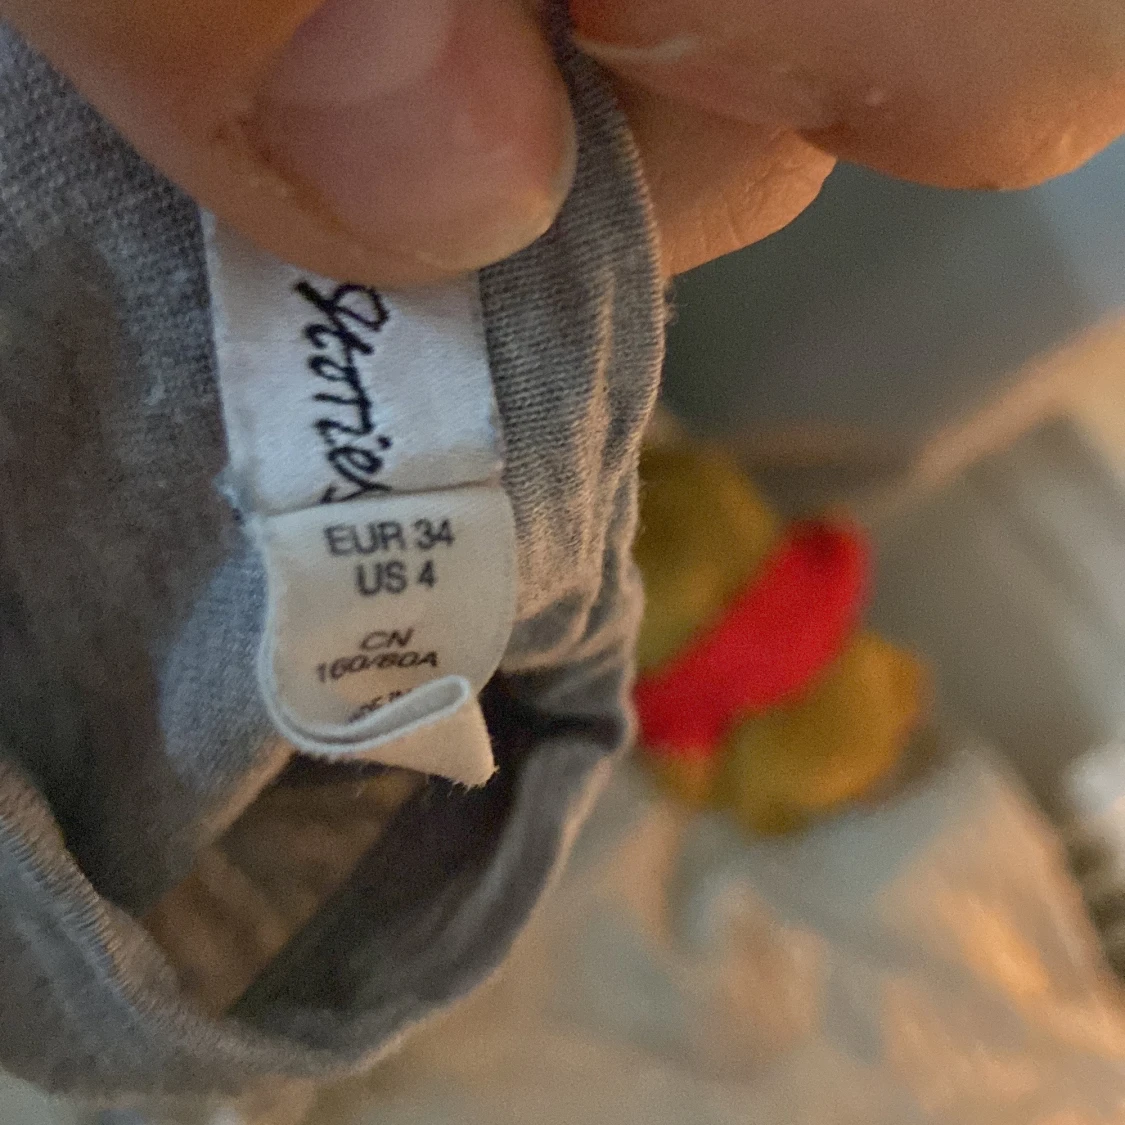 Stories
EUR 34
US 4
CN
160/80A